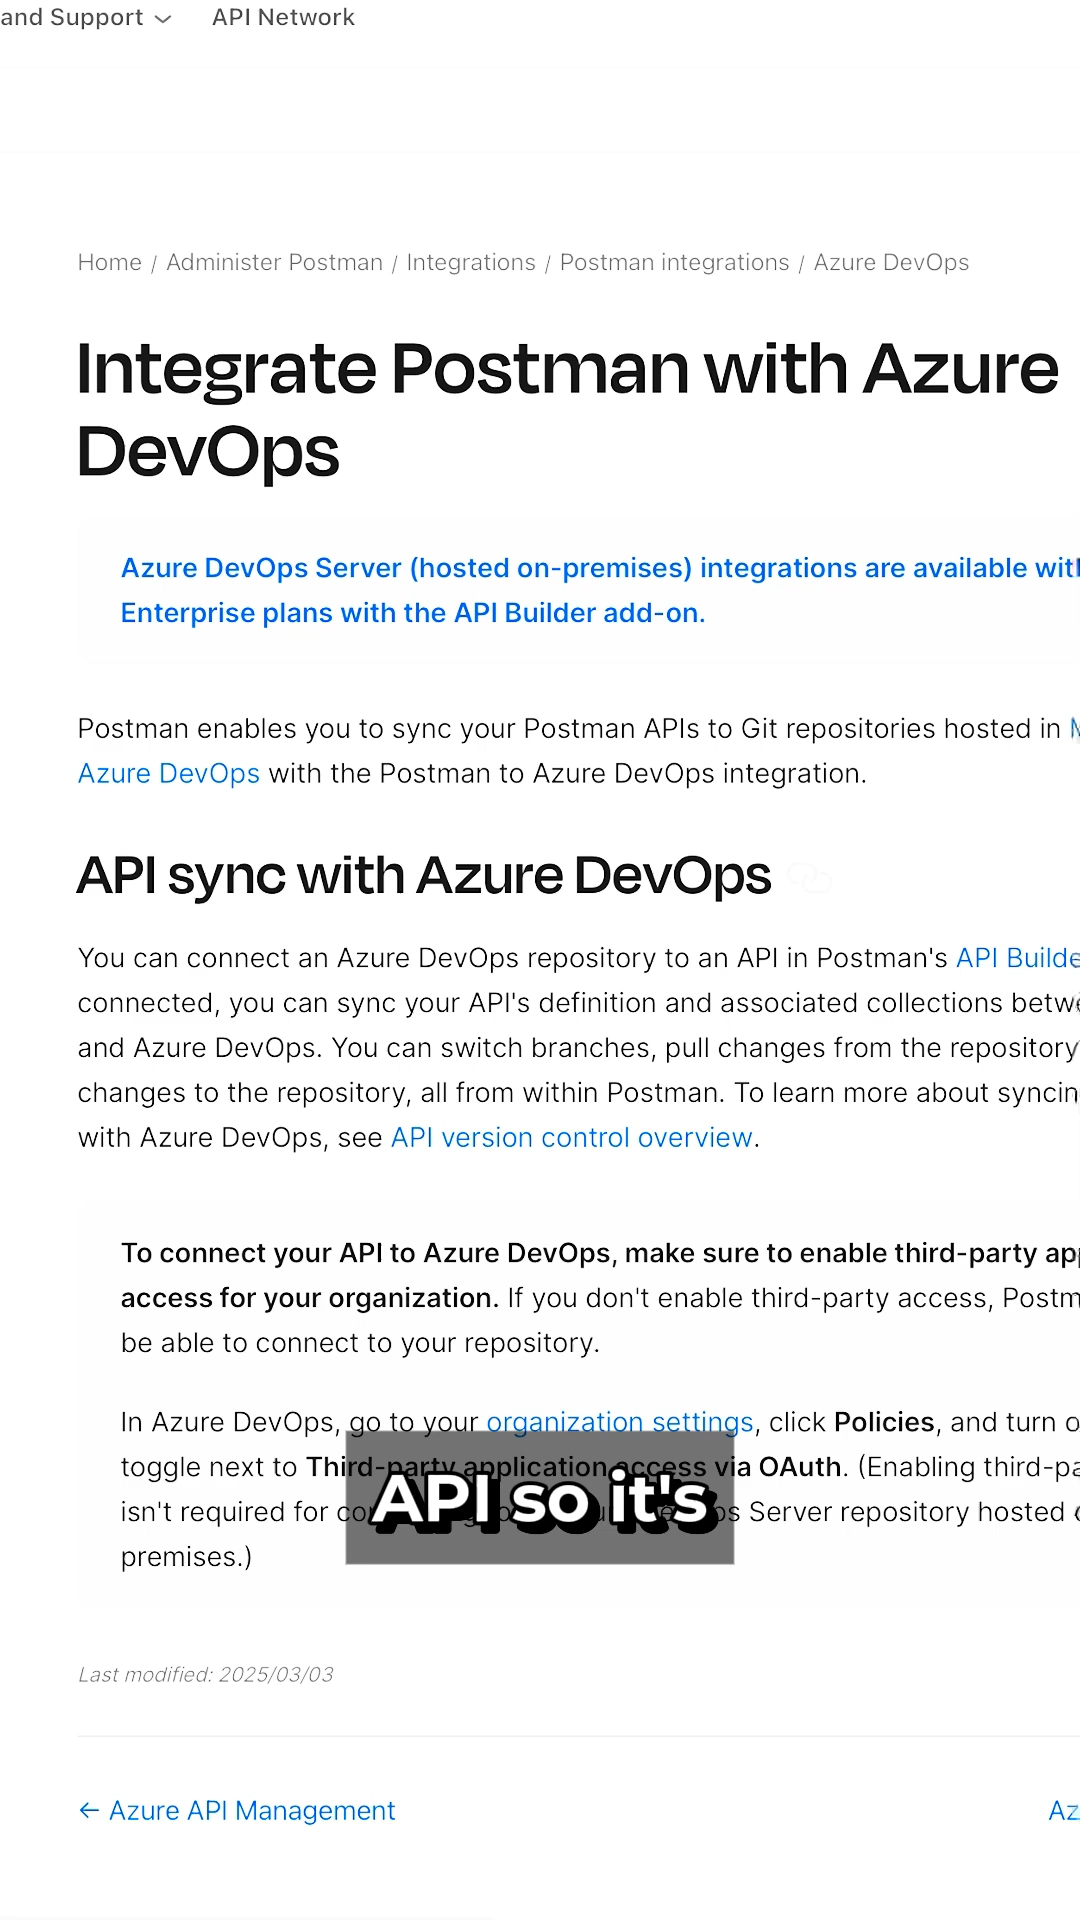 and Support API Network
Home / Administer Postman / Integrations / Postman integrations / Azure DevOps
Integrate Postman with Azure
DevOps
Azure DevOps Server (hosted on-premises) integrations are available with
Enterprise plans with the API Builder add-on.
Postman enables you to sync your Postman APIs to Git repositories hosted in
Azure DevOps with the Postman to Azure DevOps integration.
API sync with Azure DevOps
You can connect an Azure DevOps repository to an API in Postman's API Builde
connected, you can sync your API's definition and associated collections betwe
and Azure DevOps. You can switch branches, pull changes from the repository
changes to the repository, all from within Postman. To learn more about syncin
with Azure DevOps, see API version control overview.
To connect your API to Azure DevOps, make sure to enable third-party ap
access for your organization. If you don't enable third-party access, Postm
be able to connect to your repository.
In Azure DevOps, go to your organization settings, click Policies, and turn o
toggle next to Third-party application access via OAuth. (Enabling third-pa
isn't required for Server repository hosted
premises.)
API so it's
Last modified: 2025/03/03
← Azure API Management
Az